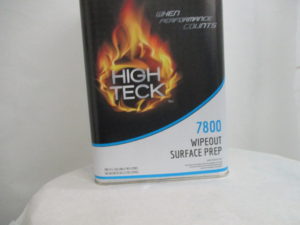 WHEN
PERFORMANCE
COUNTS
HIGH
TECK
7800
WIPEOUT
SURFACE PREP